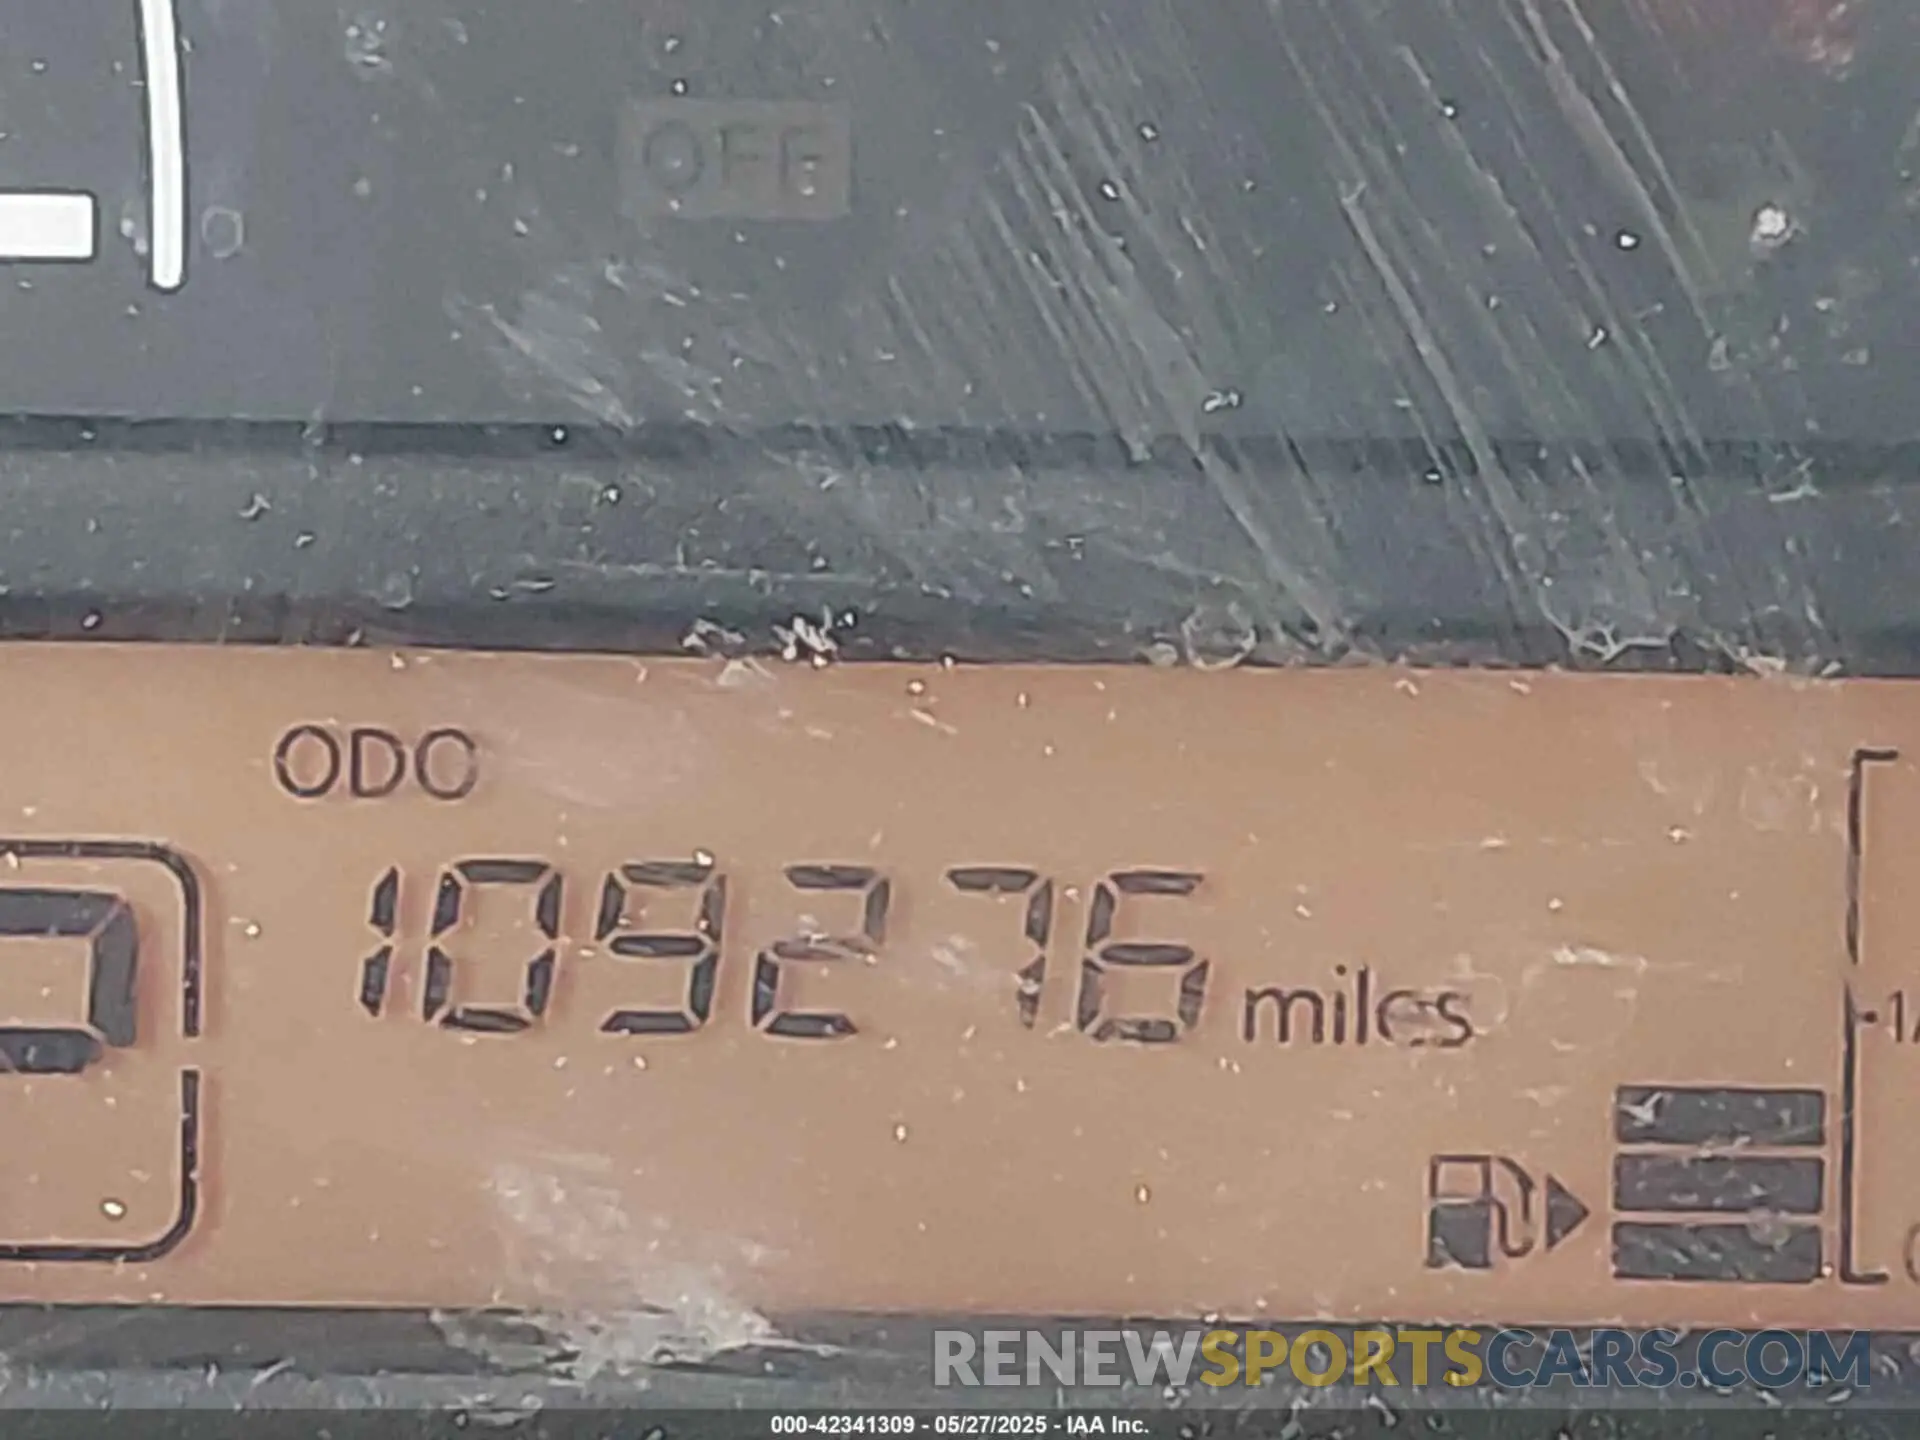 OFF
ODO
109276 miles
RENEWSPORTSCARS.COM
000-42341309 - 05/27/2025 - IAA Inc.